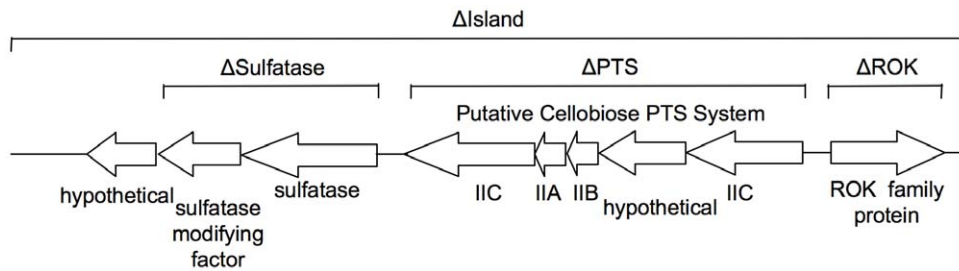 ΔIsland
ΔSulfatase ΔPTS ΔROK
Putative Cellobiose PTS System
hypothetical sulfatase IIC IIA IIB hypothetical IIC ROK family
sulfatase protein
modifying
factor